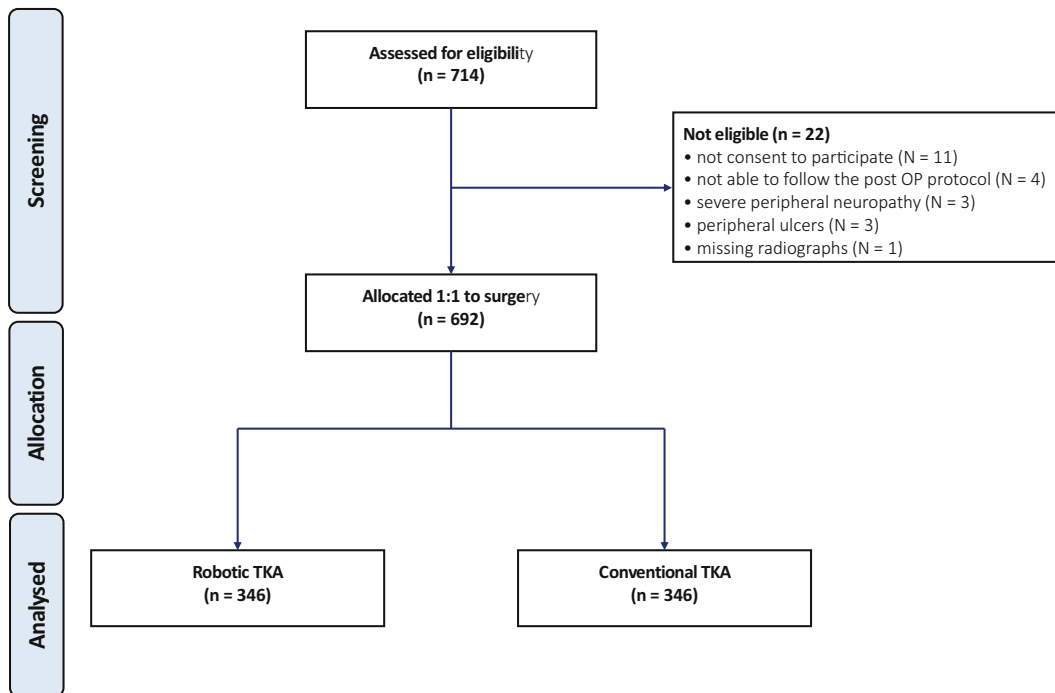 Screening
Assessed for eligibility
(n = 714)
Not eligible (n = 22)
• not consent to participate (N = 11)
• not able to follow the post OP protocol (N = 4)
• severe peripheral neuropathy (N = 3)
• peripheral ulcers (N = 3)
• missing radiographs (N = 1)
Allocated 1:1 to surgery
(n = 692)
Allocation
Analysed
Robotic TKA
(n = 346)
Conventional TKA
(n = 346)